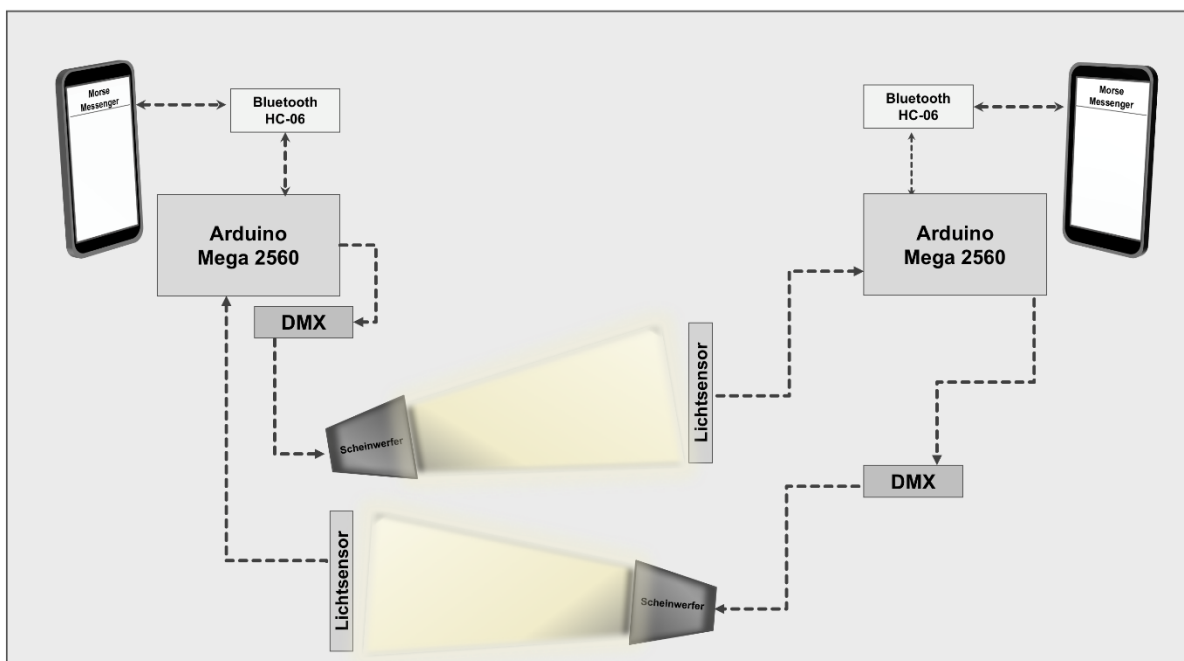 Morse
Messenger
Bluetooth
HC-06
Arduino
Mega 2560
DMX
Scheinwerfer
Lichtsensor
Bluetooth
HC-06
Morse
Messenger
Arduino
Mega 2560
Lichtsensor
DMX
Scheinwerfer